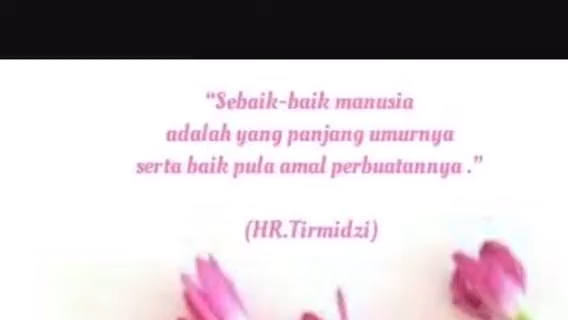 “Sebaik-baik manusia
adalah yang panjang umurnya
serta baik pula amal perbuatannya .”
(HR.Tirmidzi)